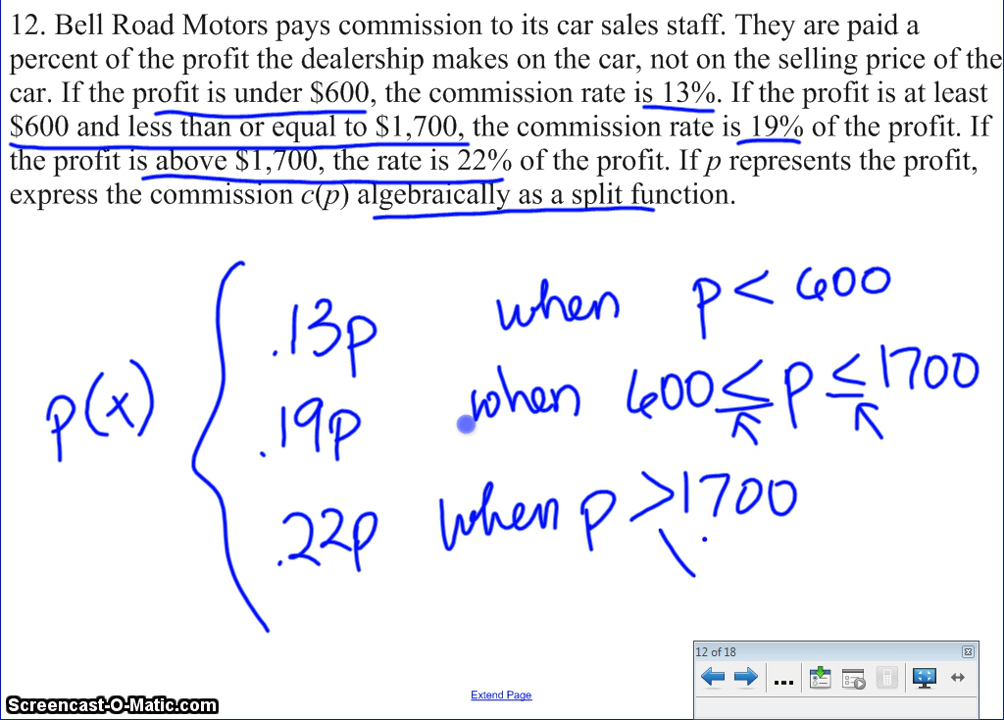 12. Bell Road Motors pays commission to its car sales staff. They are paid a
percent of the profit the dealership makes on the car, not on the selling price of the
car. If the profit is under $600, the commission rate is 13%. If the profit is at least
$600 and less than or equal to $1,700, the commission rate is 19% of the profit. If
the profit is above $1,700, the rate is 22% of the profit. If p represents the profit,
express the commission c(p) algebraically as a split function.
.13p when p < 600
p(x)
.19p when 600 ≤ p ≤ 1700
.22p when p > 1700
12 of 18
Extend Page
Screencast-O-Matic.com